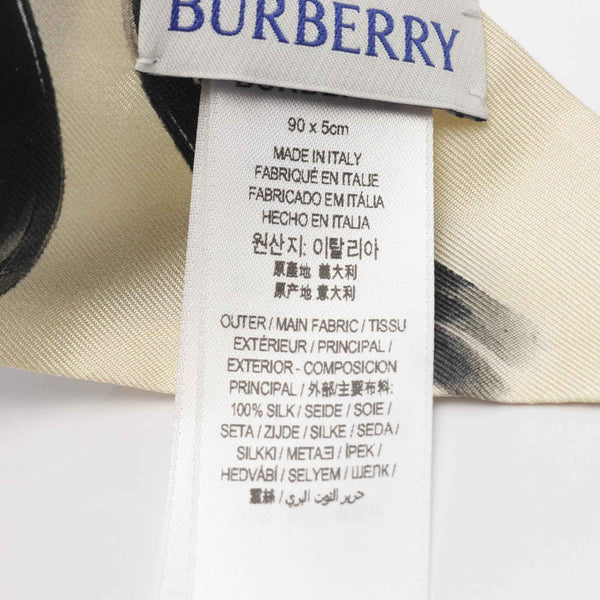 BURBERRY
90 x 5cm
MADE IN ITALY
FABRIQUÉ EN ITALIE
FABRICADO EM ITÁLIA
HECHO EN ITALIA
원산지: 이탈리아
原產地 義大利
原产地 意大利
OUTER / MAIN FABRIC / TISSU
EXTÉRIEUR / PRINCIPAL /
EXTERIOR - COMPOSICION
PRINCIPAL / 外部/主要布料:
100% SILK / SEIDE / SOIE /
SETA / ZIJDE / SILKE / SEDA /
SILKKI / ΜΕΤΑΞΙ / İPEK /
HEDVÁBÍ / SELYEM / ШЕЛК /
蠶絲 / حرير التوت البري